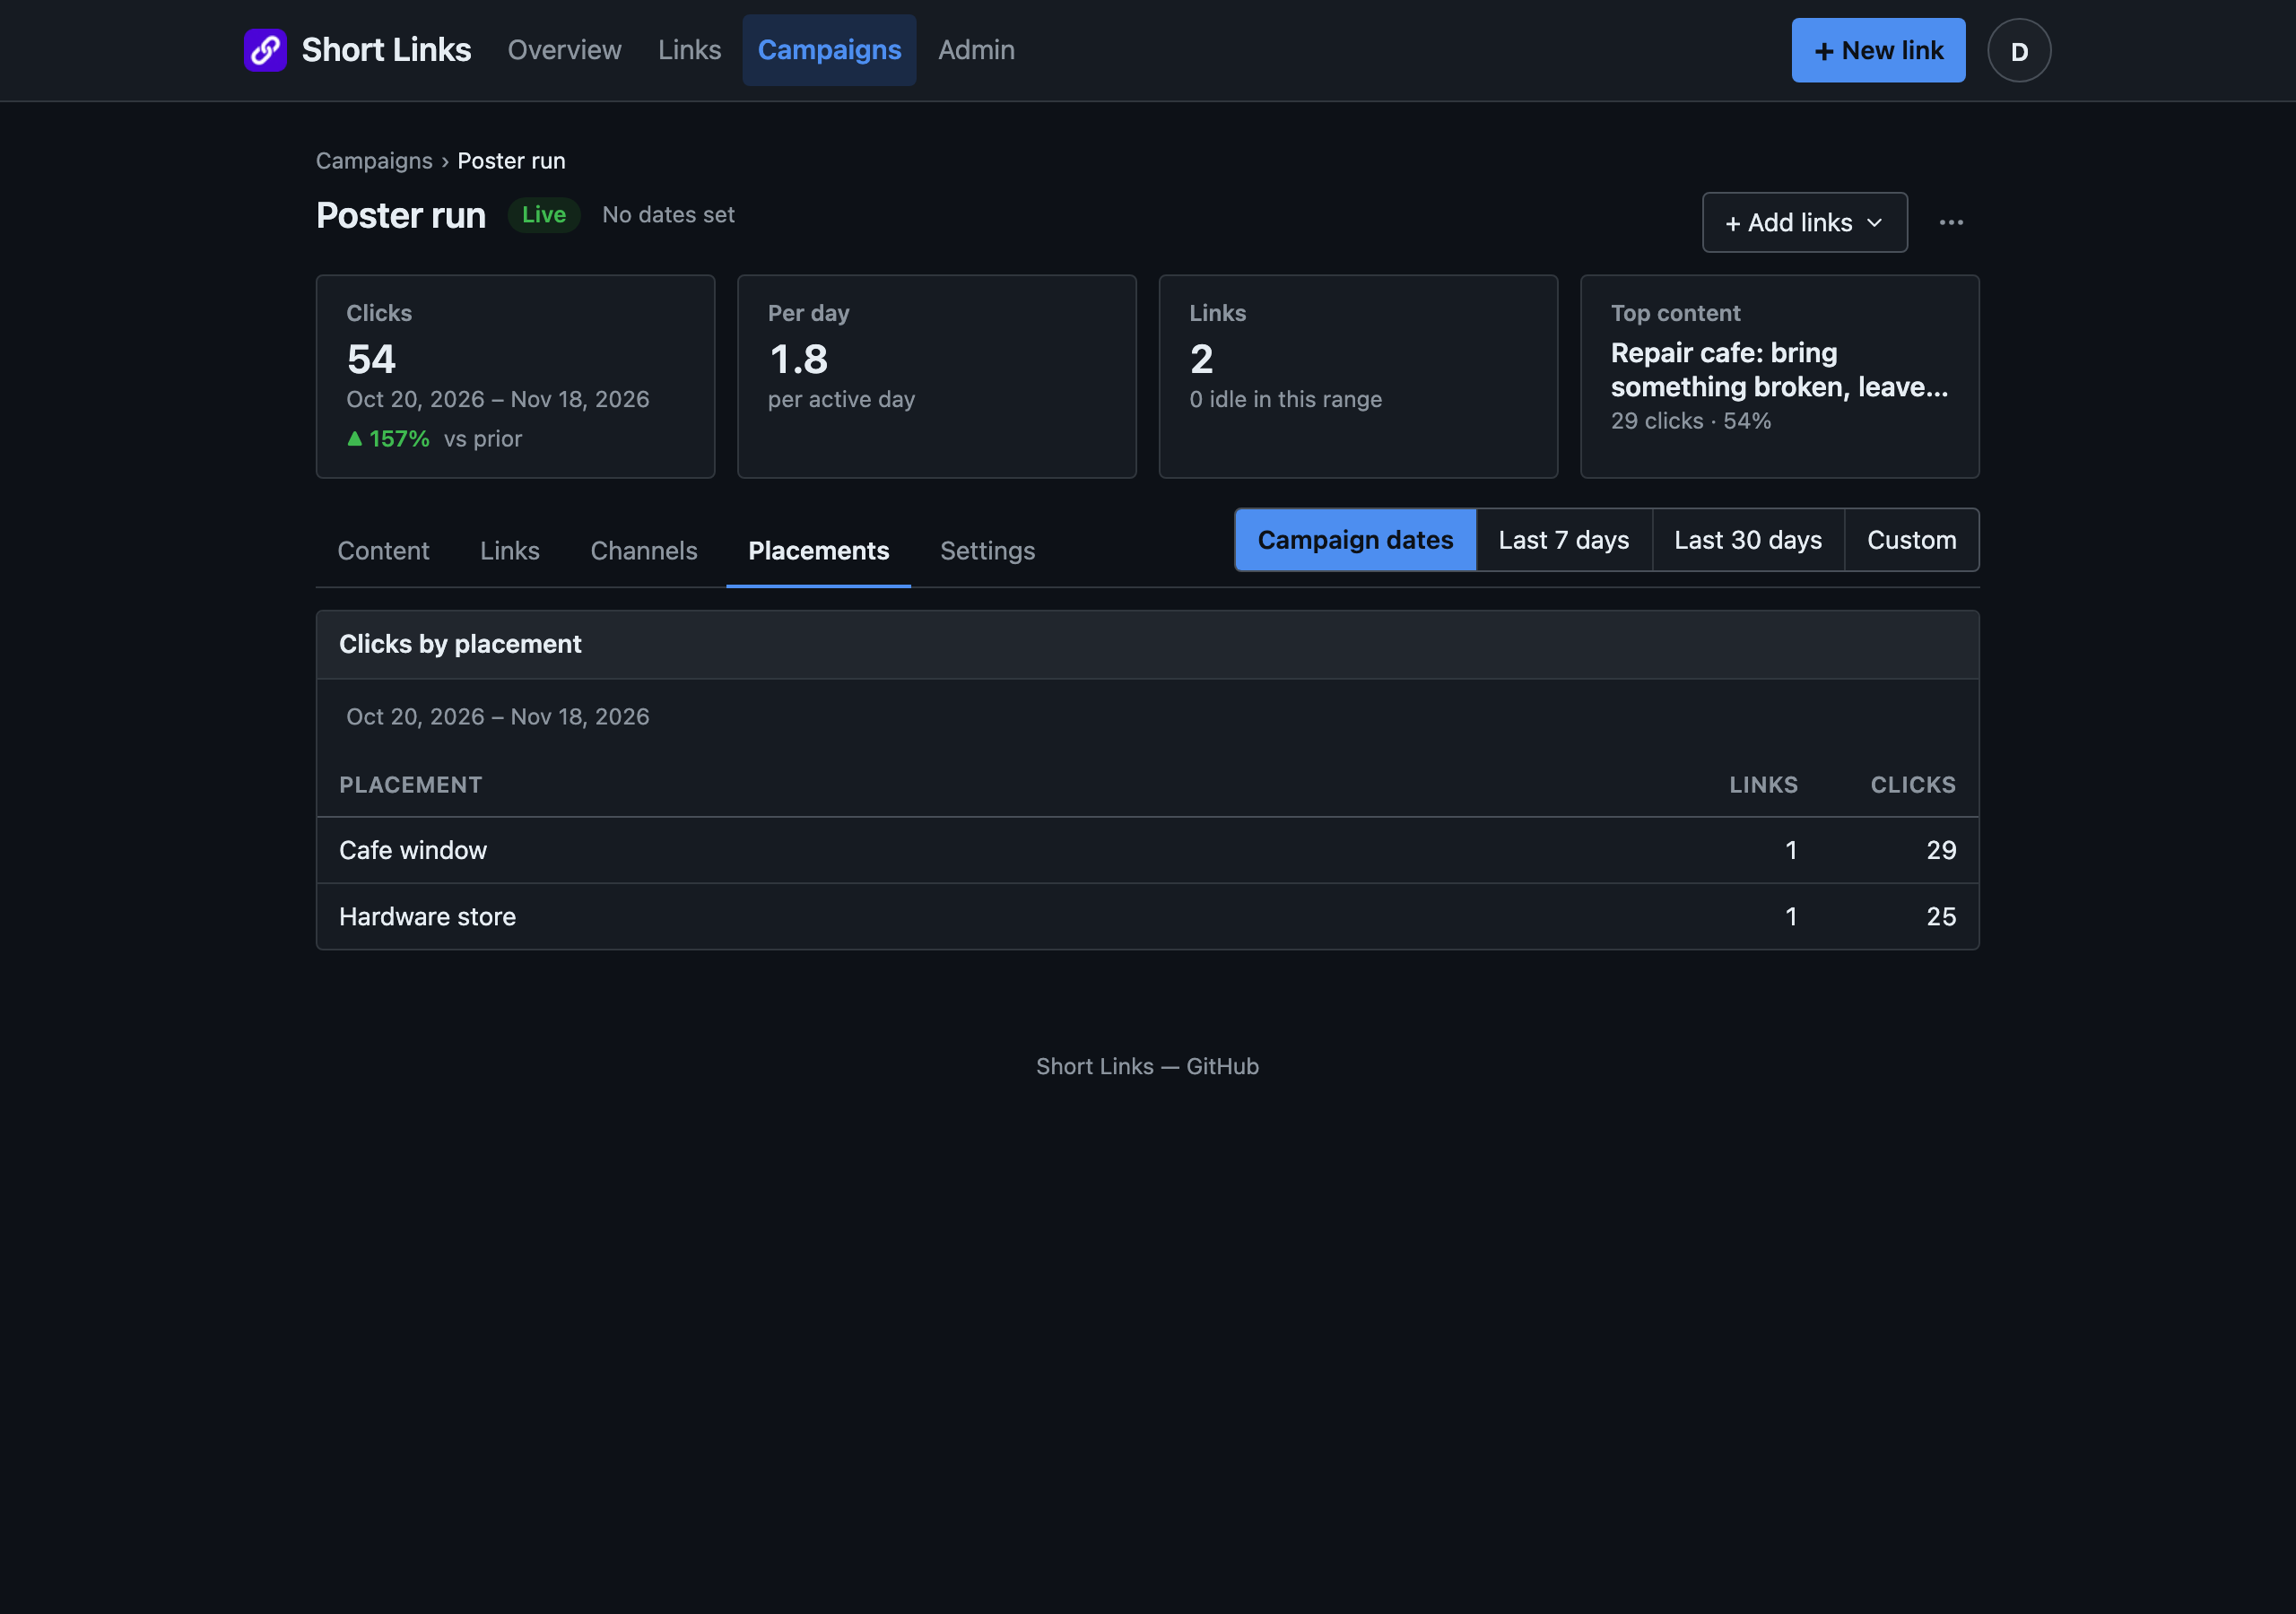 Short Links
Overview
Links
Campaigns
Admin
+ New link
D
Campaigns › Poster run
Poster run
Live
No dates set
+ Add links
Clicks
54
Oct 20, 2026 – Nov 18, 2026
▲ 157% vs prior
Per day
1.8
per active day
Links
2
0 idle in this range
Top content
Repair cafe: bring
something broken, leave...
29 clicks · 54%
Content
Links
Channels
Placements
Settings
Campaign dates
Last 7 days
Last 30 days
Custom
Clicks by placement
Oct 20, 2026 – Nov 18, 2026
PLACEMENT LINKS CLICKS
Cafe window 1 29
Hardware store 1 25
Short Links — GitHub